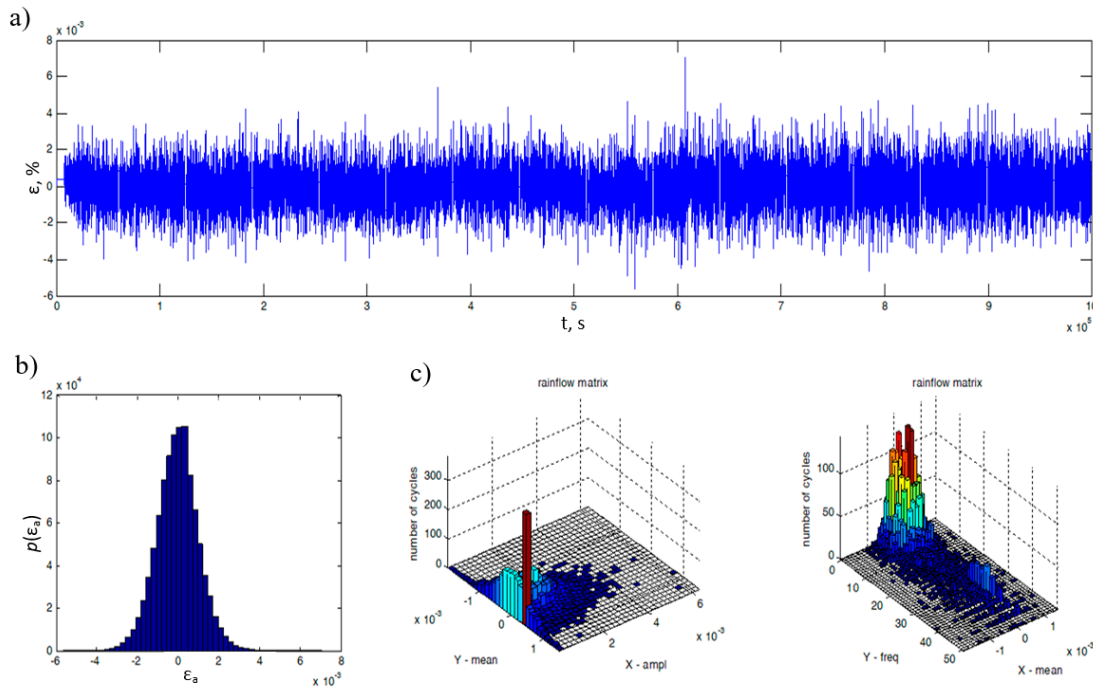 a)
x 10⁻³
8
6
4
2
0
-2
-4
-6
ε, %
0 1 2 3 4 5 6 7 8 9 10
t, s
x 10⁵
b)
x 10⁴
12
10
8
6
4
2
0
p(εₐ)
-4 -2 0 2 4 6 8
εₐ
x 10⁻³
c)
rainflow matrix
number of cycles
300
200
100
0
-1
0
1
x 10⁻³
Y - mean
2
4
6
x 10⁻³
X - ampl
rainflow matrix
number of cycles
100
50
0
0
10
20
30
40
50
Y - freq
-1
0
1
x 10⁻³
X - mean